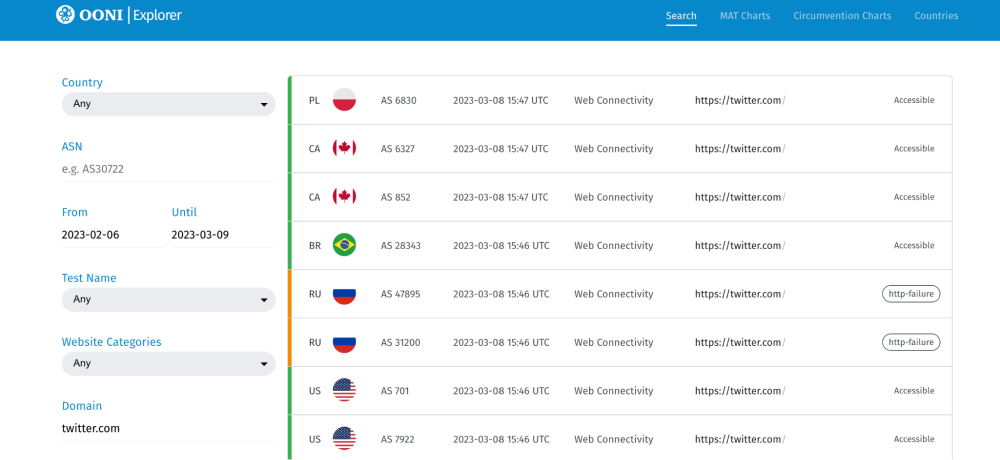 OONI Explorer
Search MAT Charts Circumvention Charts Countries
Country
Any
ASN
e.g. AS30722
From Until
2023-02-06 2023-03-09
Test Name
Any
Website Categories
Any
Domain
twitter.com
PL AS 6830 2023-03-08 15:47 UTC Web Connectivity https://twitter.com/ Accessible
CA AS 6327 2023-03-08 15:47 UTC Web Connectivity https://twitter.com/ Accessible
CA AS 852 2023-03-08 15:47 UTC Web Connectivity https://twitter.com/ Accessible
BR AS 28343 2023-03-08 15:46 UTC Web Connectivity https://twitter.com/ Accessible
RU AS 47895 2023-03-08 15:46 UTC Web Connectivity https://twitter.com/ http-failure
RU AS 31200 2023-03-08 15:46 UTC Web Connectivity https://twitter.com/ http-failure
US AS 701 2023-03-08 15:46 UTC Web Connectivity https://twitter.com/ Accessible
US AS 7922 2023-03-08 15:46 UTC Web Connectivity https://twitter.com/ Accessible